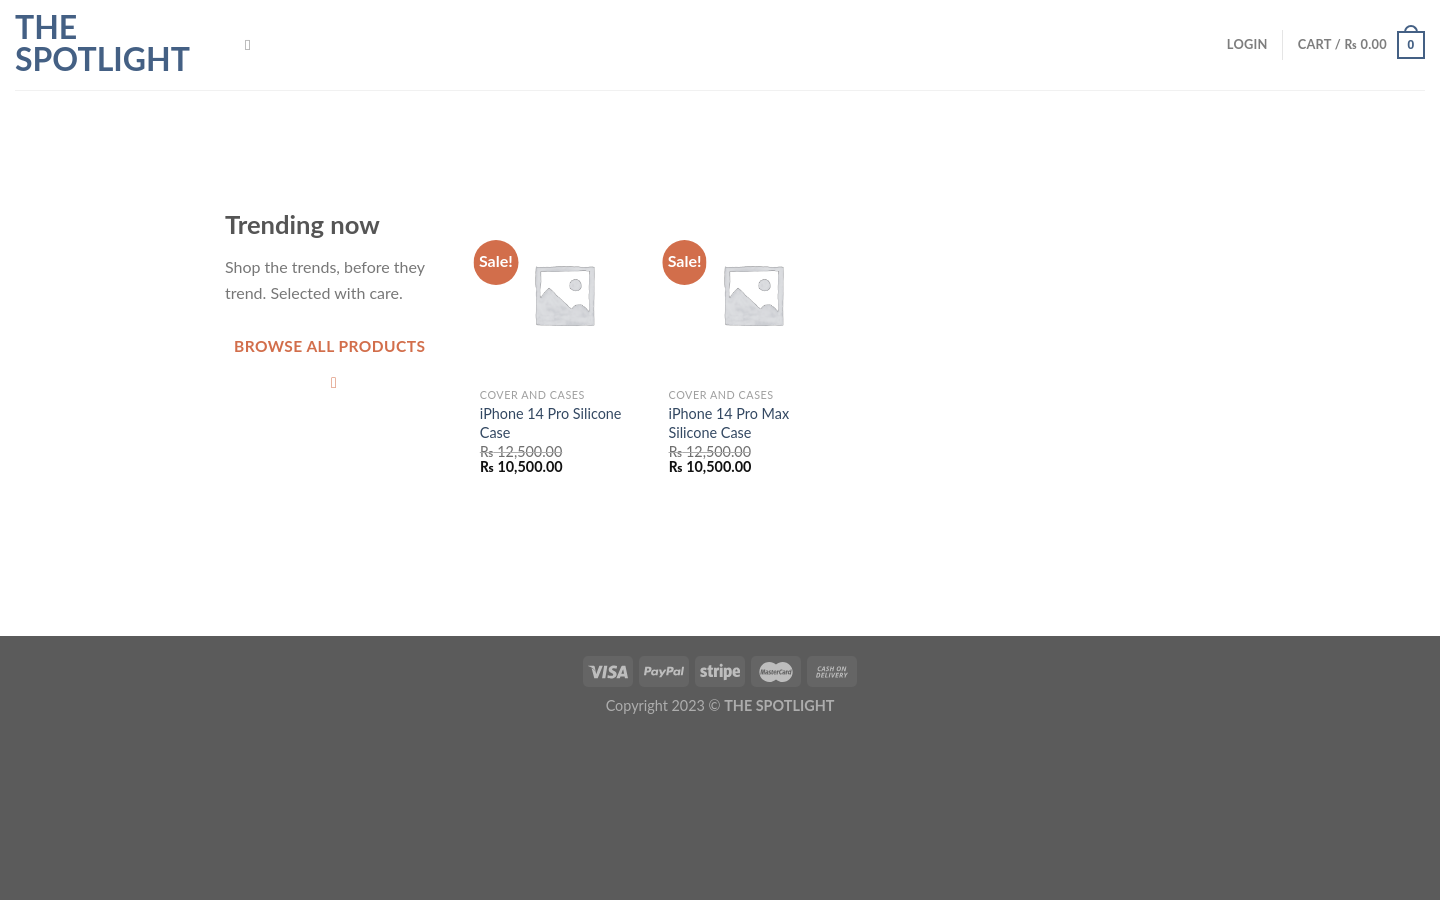 THE
SPOTLIGHT
LOGIN
CART / ₨ 0.00
0
Trending now
Shop the trends, before they
trend. Selected with care.
BROWSE ALL PRODUCTS
Sale!
COVER AND CASES
iPhone 14 Pro Silicone
Case
₨ 12,500.00
₨ 10,500.00
Sale!
COVER AND CASES
iPhone 14 Pro Max
Silicone Case
₨ 12,500.00
₨ 10,500.00
VISA
PayPal
stripe
MasterCard
CASH ON
DELIVERY
Copyright 2023 © THE SPOTLIGHT